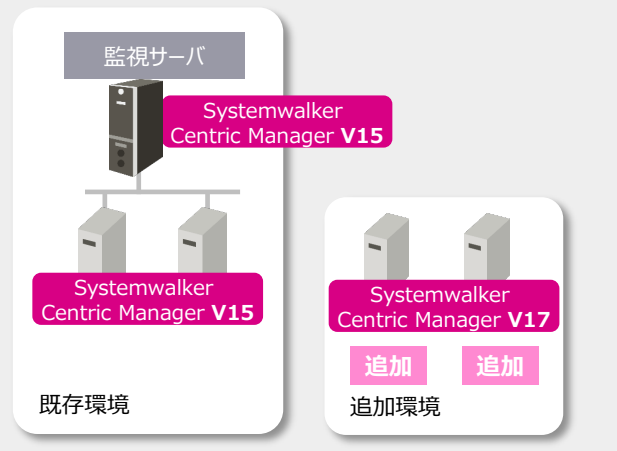 監視サーバ
Systemwalker
Centric Manager V15
Systemwalker
Centric Manager V15
既存環境
Systemwalker
Centric Manager V17
追加 追加
追加環境